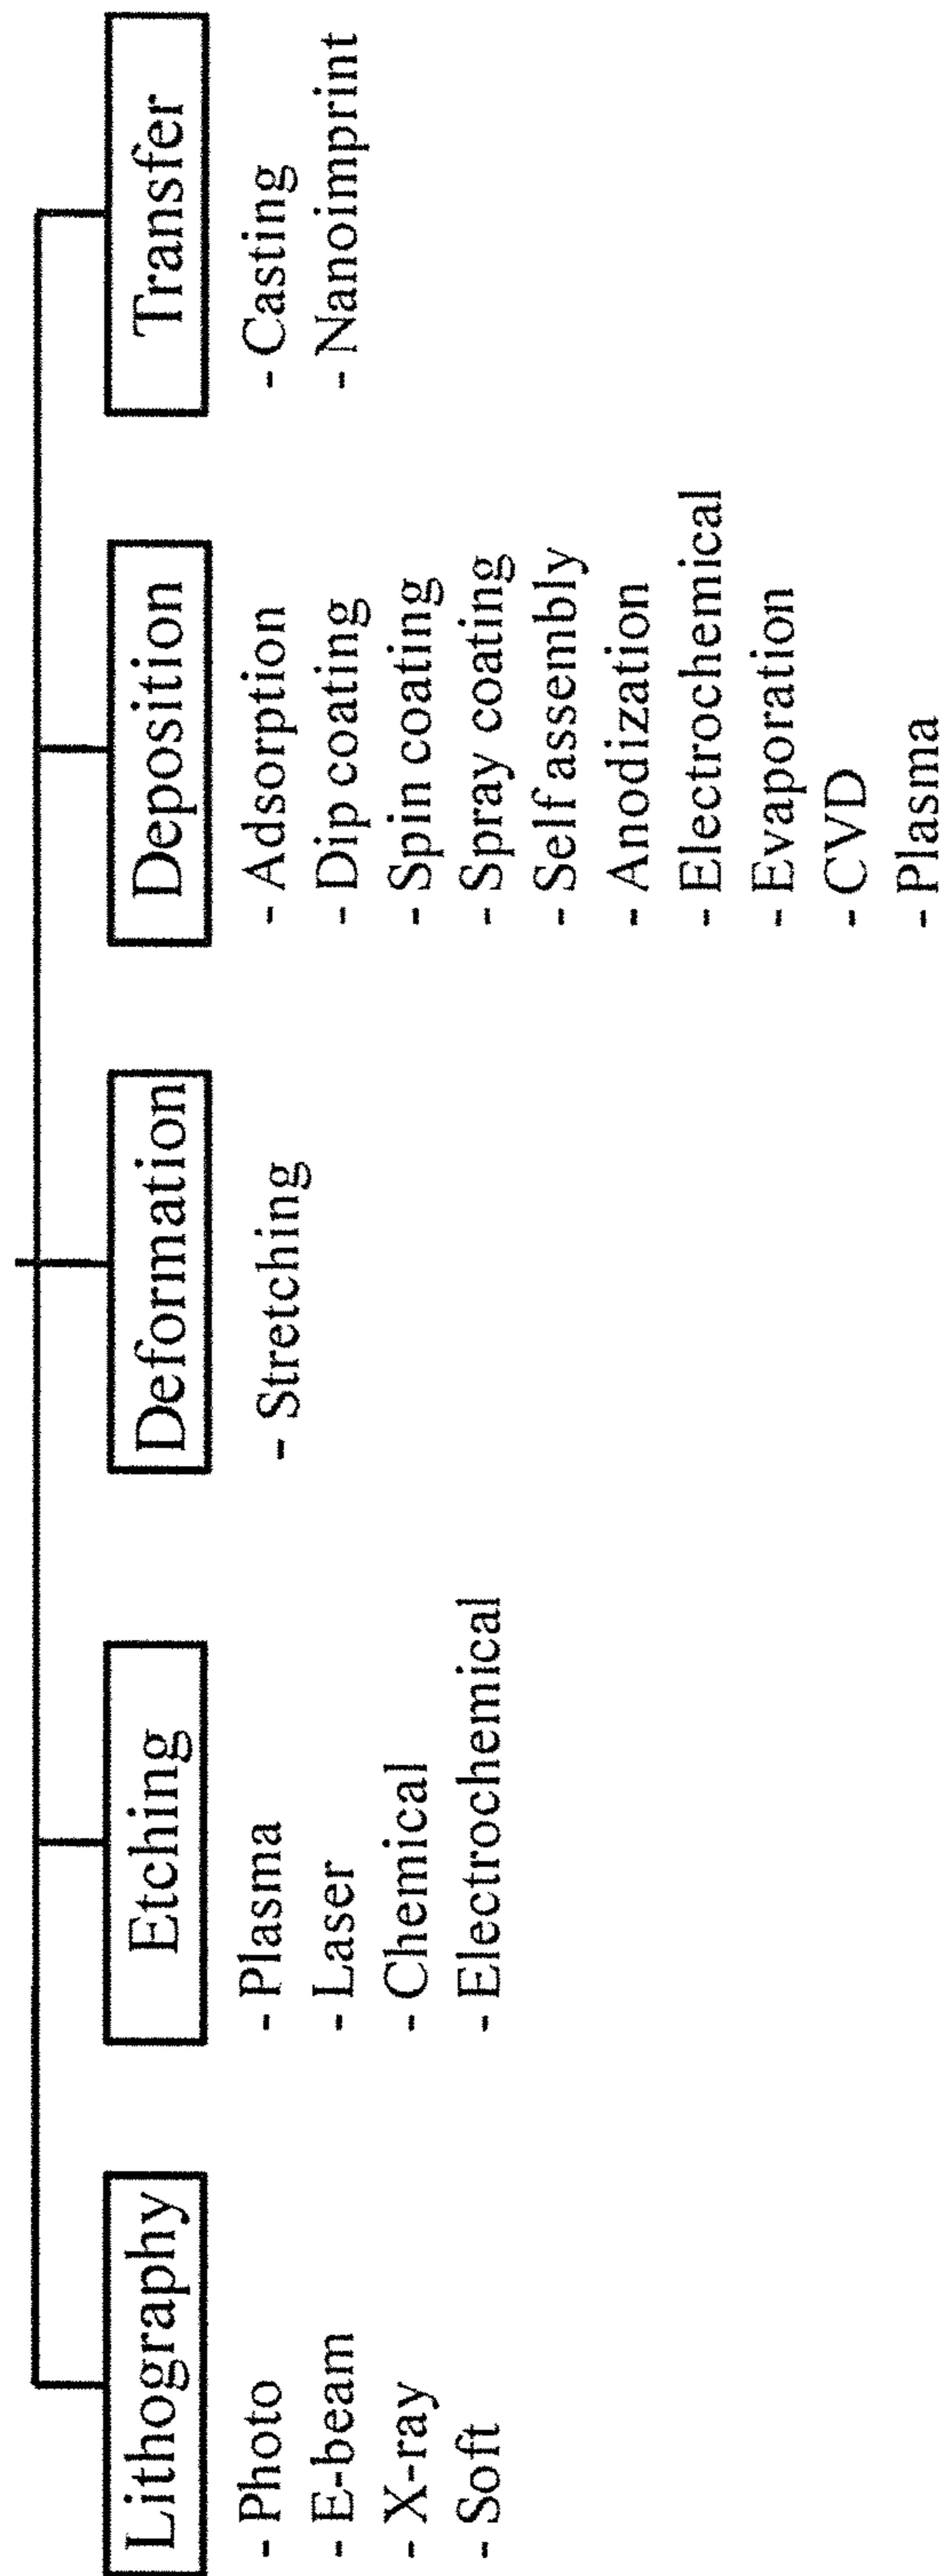 Lithography
- Photo
- E-beam
- X-ray
- Soft
Etching
- Plasma
- Laser
- Chemical
- Electrochemical
Deformation
- Stretching
Deposition
- Adsorption
- Dip coating
- Spin coating
- Spray coating
- Self assembly
- Anodization
- Electrochemical
- Evaporation
- CVD
- Plasma
Transfer
- Casting
- Nanoimprint